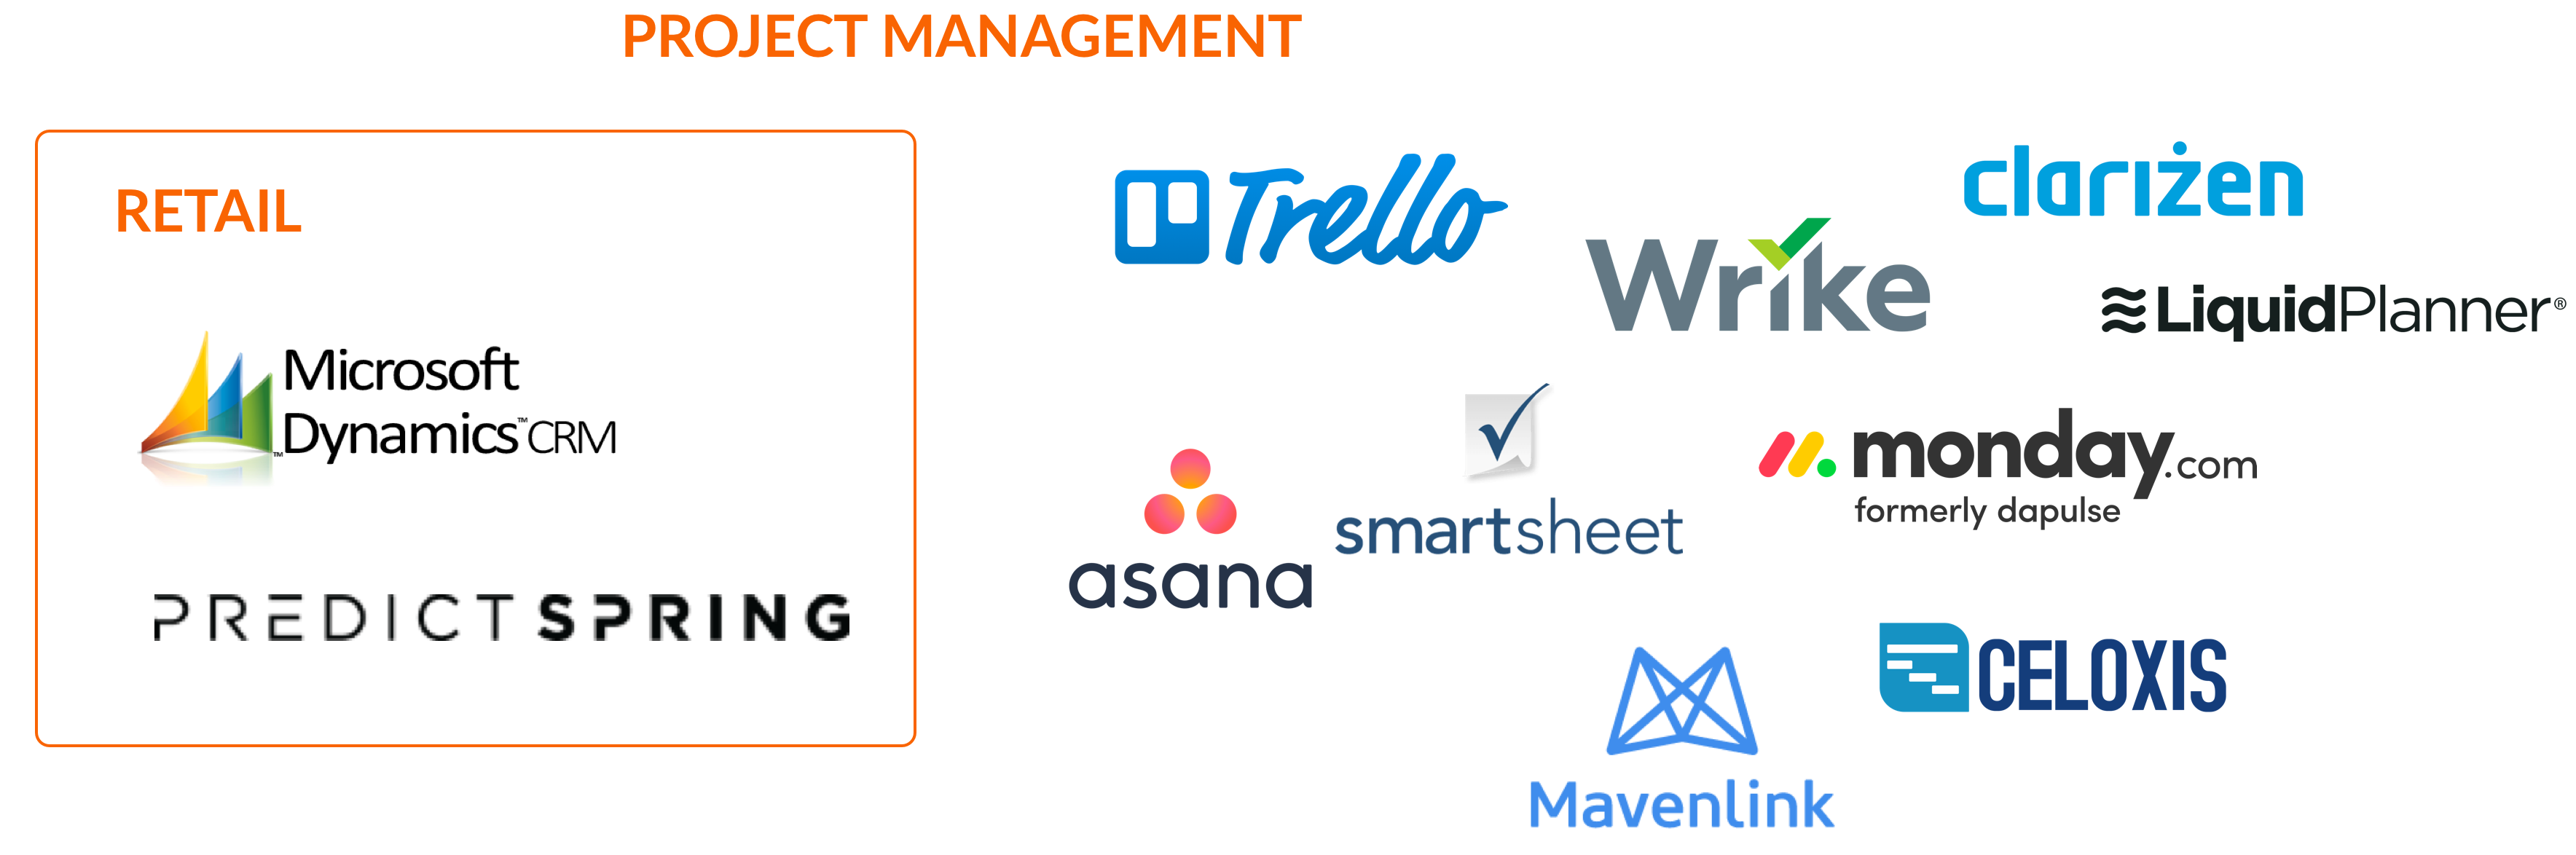 PROJECT MANAGEMENT
RETAIL
Microsoft
Dynamics™ CRM
PREDICTSPRING
Trello
Wrike
clarizen
LiquidPlanner®
asana
smartsheet
monday.com
formerly dapulse
Mavenlink
CELOXIS